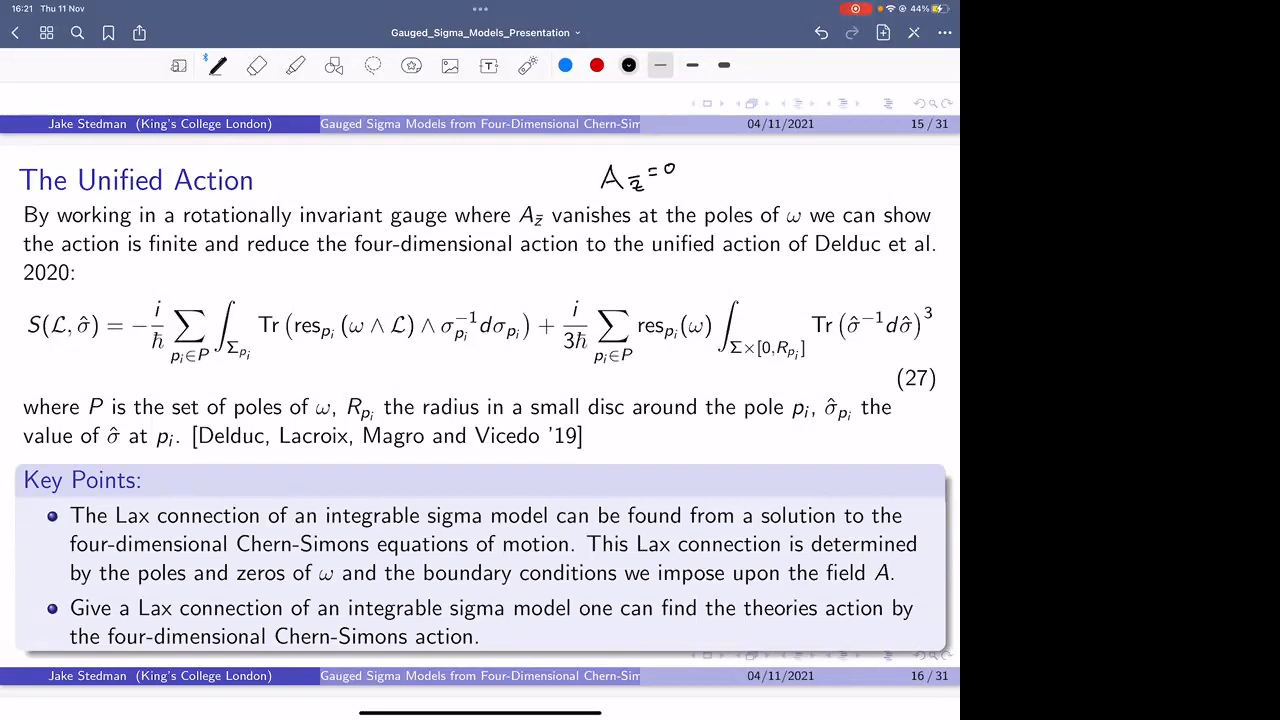 16:21 Thu 11 Nov
44%
Gauged_Sigma_Models_Presentation
T
Jake Stedman (King's College London) Gauged Sigma Models from Four-Dimensional Chern-Sim 04/11/2021 15 / 31
The Unified Action
A_z̄ = 0
By working in a rotationally invariant gauge where A_z̄ vanishes at the poles of ω we can show
the action is finite and reduce the four-dimensional action to the unified action of Delduc et al.
2020:
S(ℒ, σ̂) = −i/ħ ∑_{p_i∈P} ∫_{Σ_{p_i}} Tr (res_{p_i} (ω ∧ ℒ) ∧ σ_{p_i}^{−1}dσ_{p_i}) + i/3ħ ∑_{p_i∈P} res_{p_i}(ω) ∫_{Σ×[0,R_{p_i}]} Tr (σ̂^{−1}dσ̂)^3
(27)
where P is the set of poles of ω, R_{p_i} the radius in a small disc around the pole p_i, σ̂_{p_i} the
value of σ̂ at p_i. [Delduc, Lacroix, Magro and Vicedo '19]
Key Points:
The Lax connection of an integrable sigma model can be found from a solution to the
four-dimensional Chern-Simons equations of motion. This Lax connection is determined
by the poles and zeros of ω and the boundary conditions we impose upon the field A.
Give a Lax connection of an integrable sigma model one can find the theories action by
the four-dimensional Chern-Simons action.
Jake Stedman (King's College London) Gauged Sigma Models from Four-Dimensional Chern-Sim 04/11/2021 16 / 31